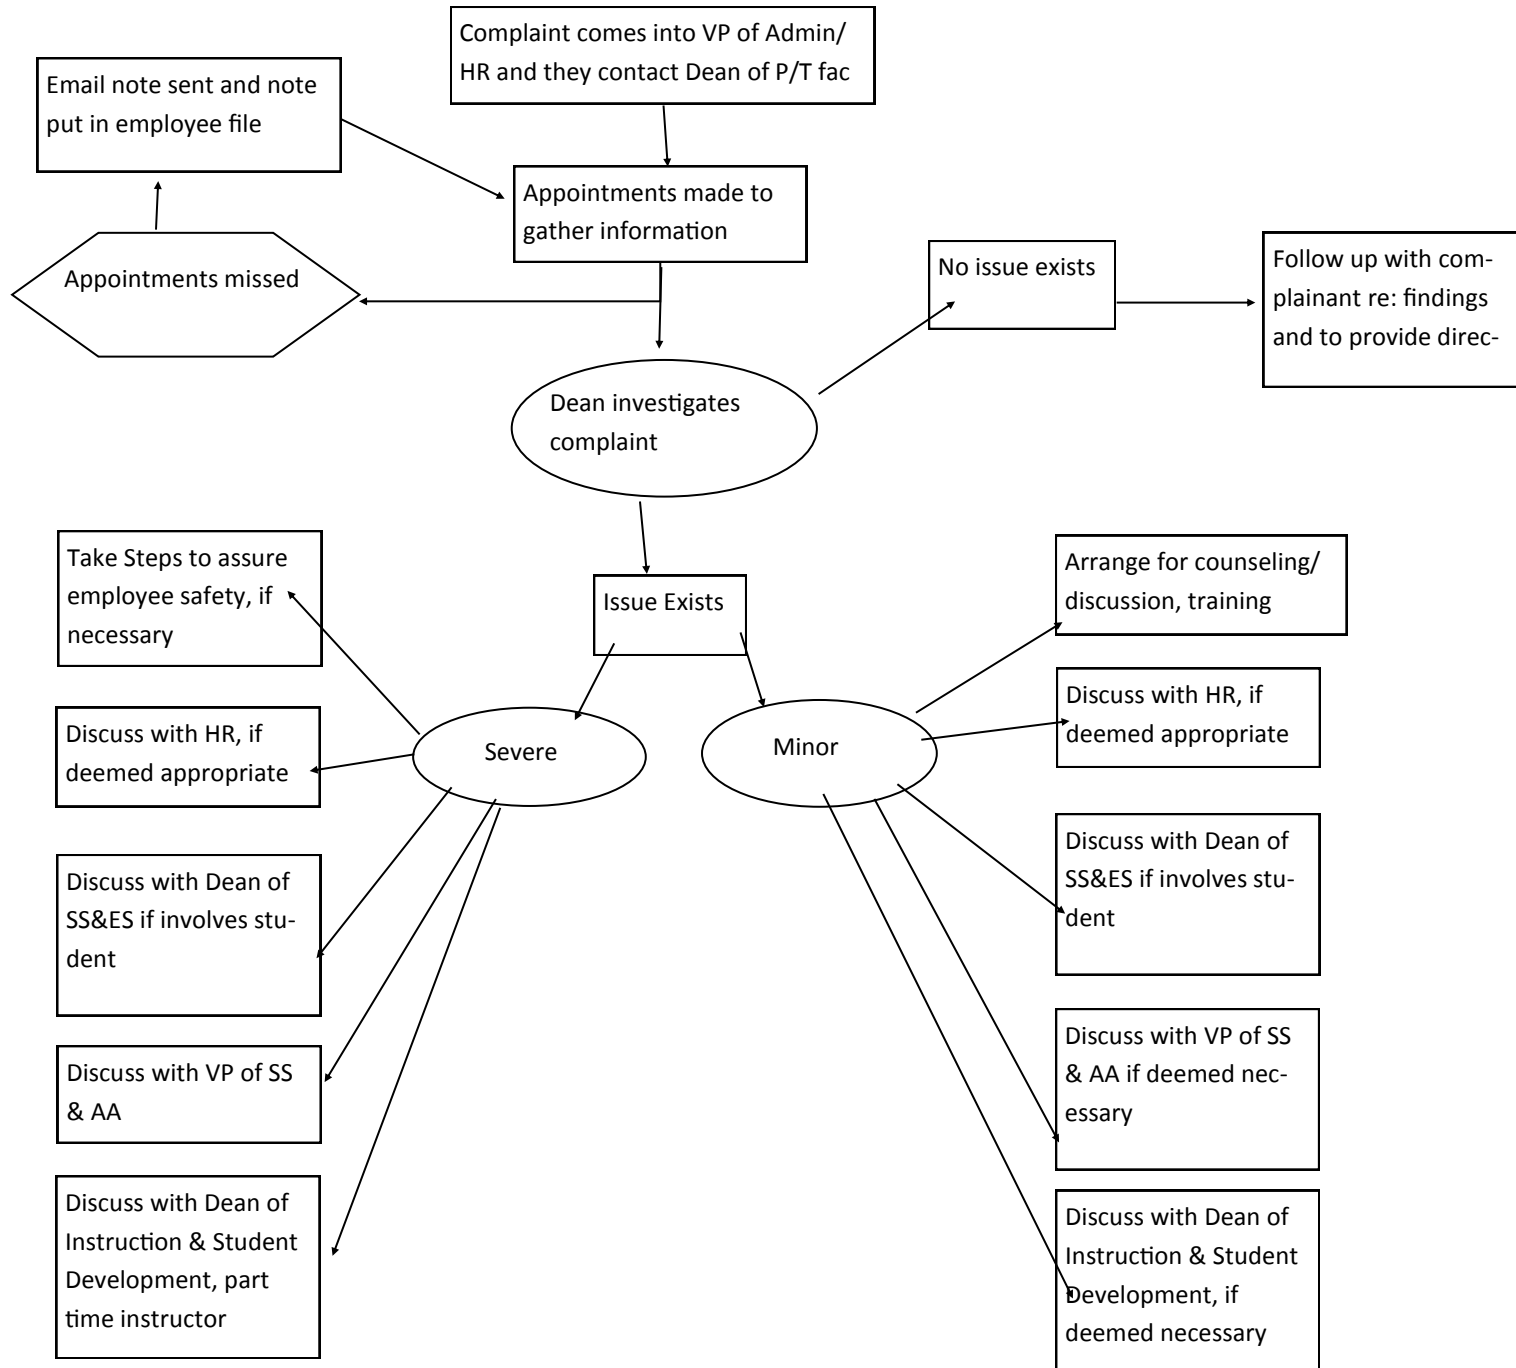 Complaint comes into VP of Admin/
HR and they contact Dean of P/T fac
Email note sent and note
put in employee file
Appointments made to
gather information
Appointments missed
No issue exists
Follow up with com-
plainant re: findings
and to provide direc-
Dean investigates
complaint
Issue Exists
Take Steps to assure
employee safety, if
necessary
Discuss with HR, if
deemed appropriate
Severe
Discuss with Dean of
SS&ES if involves stu-
dent
Discuss with VP of SS
& AA
Discuss with Dean of
Instruction & Student
Development, part
time instructor
Minor
Arrange for counseling/
discussion, training
Discuss with HR, if
deemed appropriate
Discuss with Dean of
SS&ES if involves stu-
dent
Discuss with VP of SS
& AA if deemed nec-
essary
Discuss with Dean of
Instruction & Student
Development, if
deemed necessary